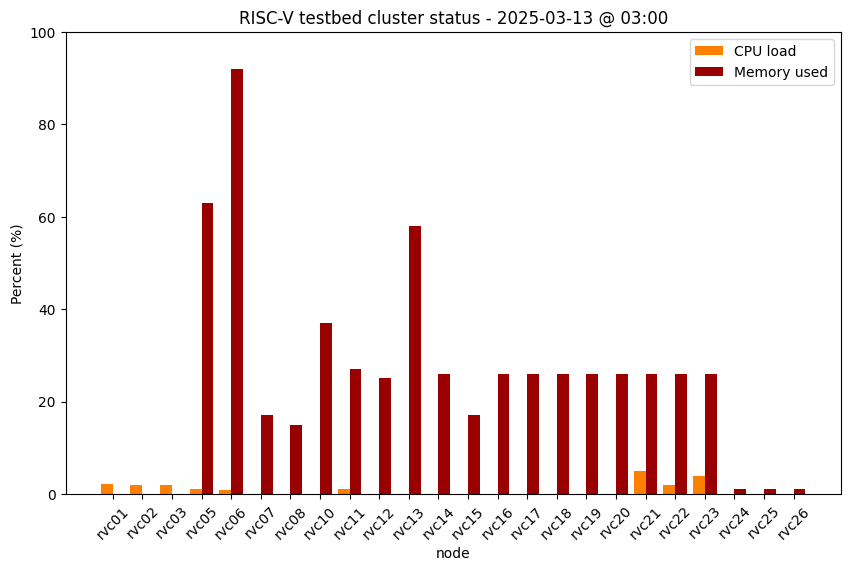 RISC-V testbed cluster status - 2025-03-13 @ 03:00
CPU load
Memory used
Percent (%)
100
80
60
40
20
0
rvc01 rvc02 rvc03 rvc05 rvc06 rvc07 rvc08 rvc10 rvc11 rvc12 rvc13 rvc14 rvc15 rvc16 rvc17 rvc18 rvc19 rvc20 rvc21 rvc22 rvc23 rvc24 rvc25 rvc26
node